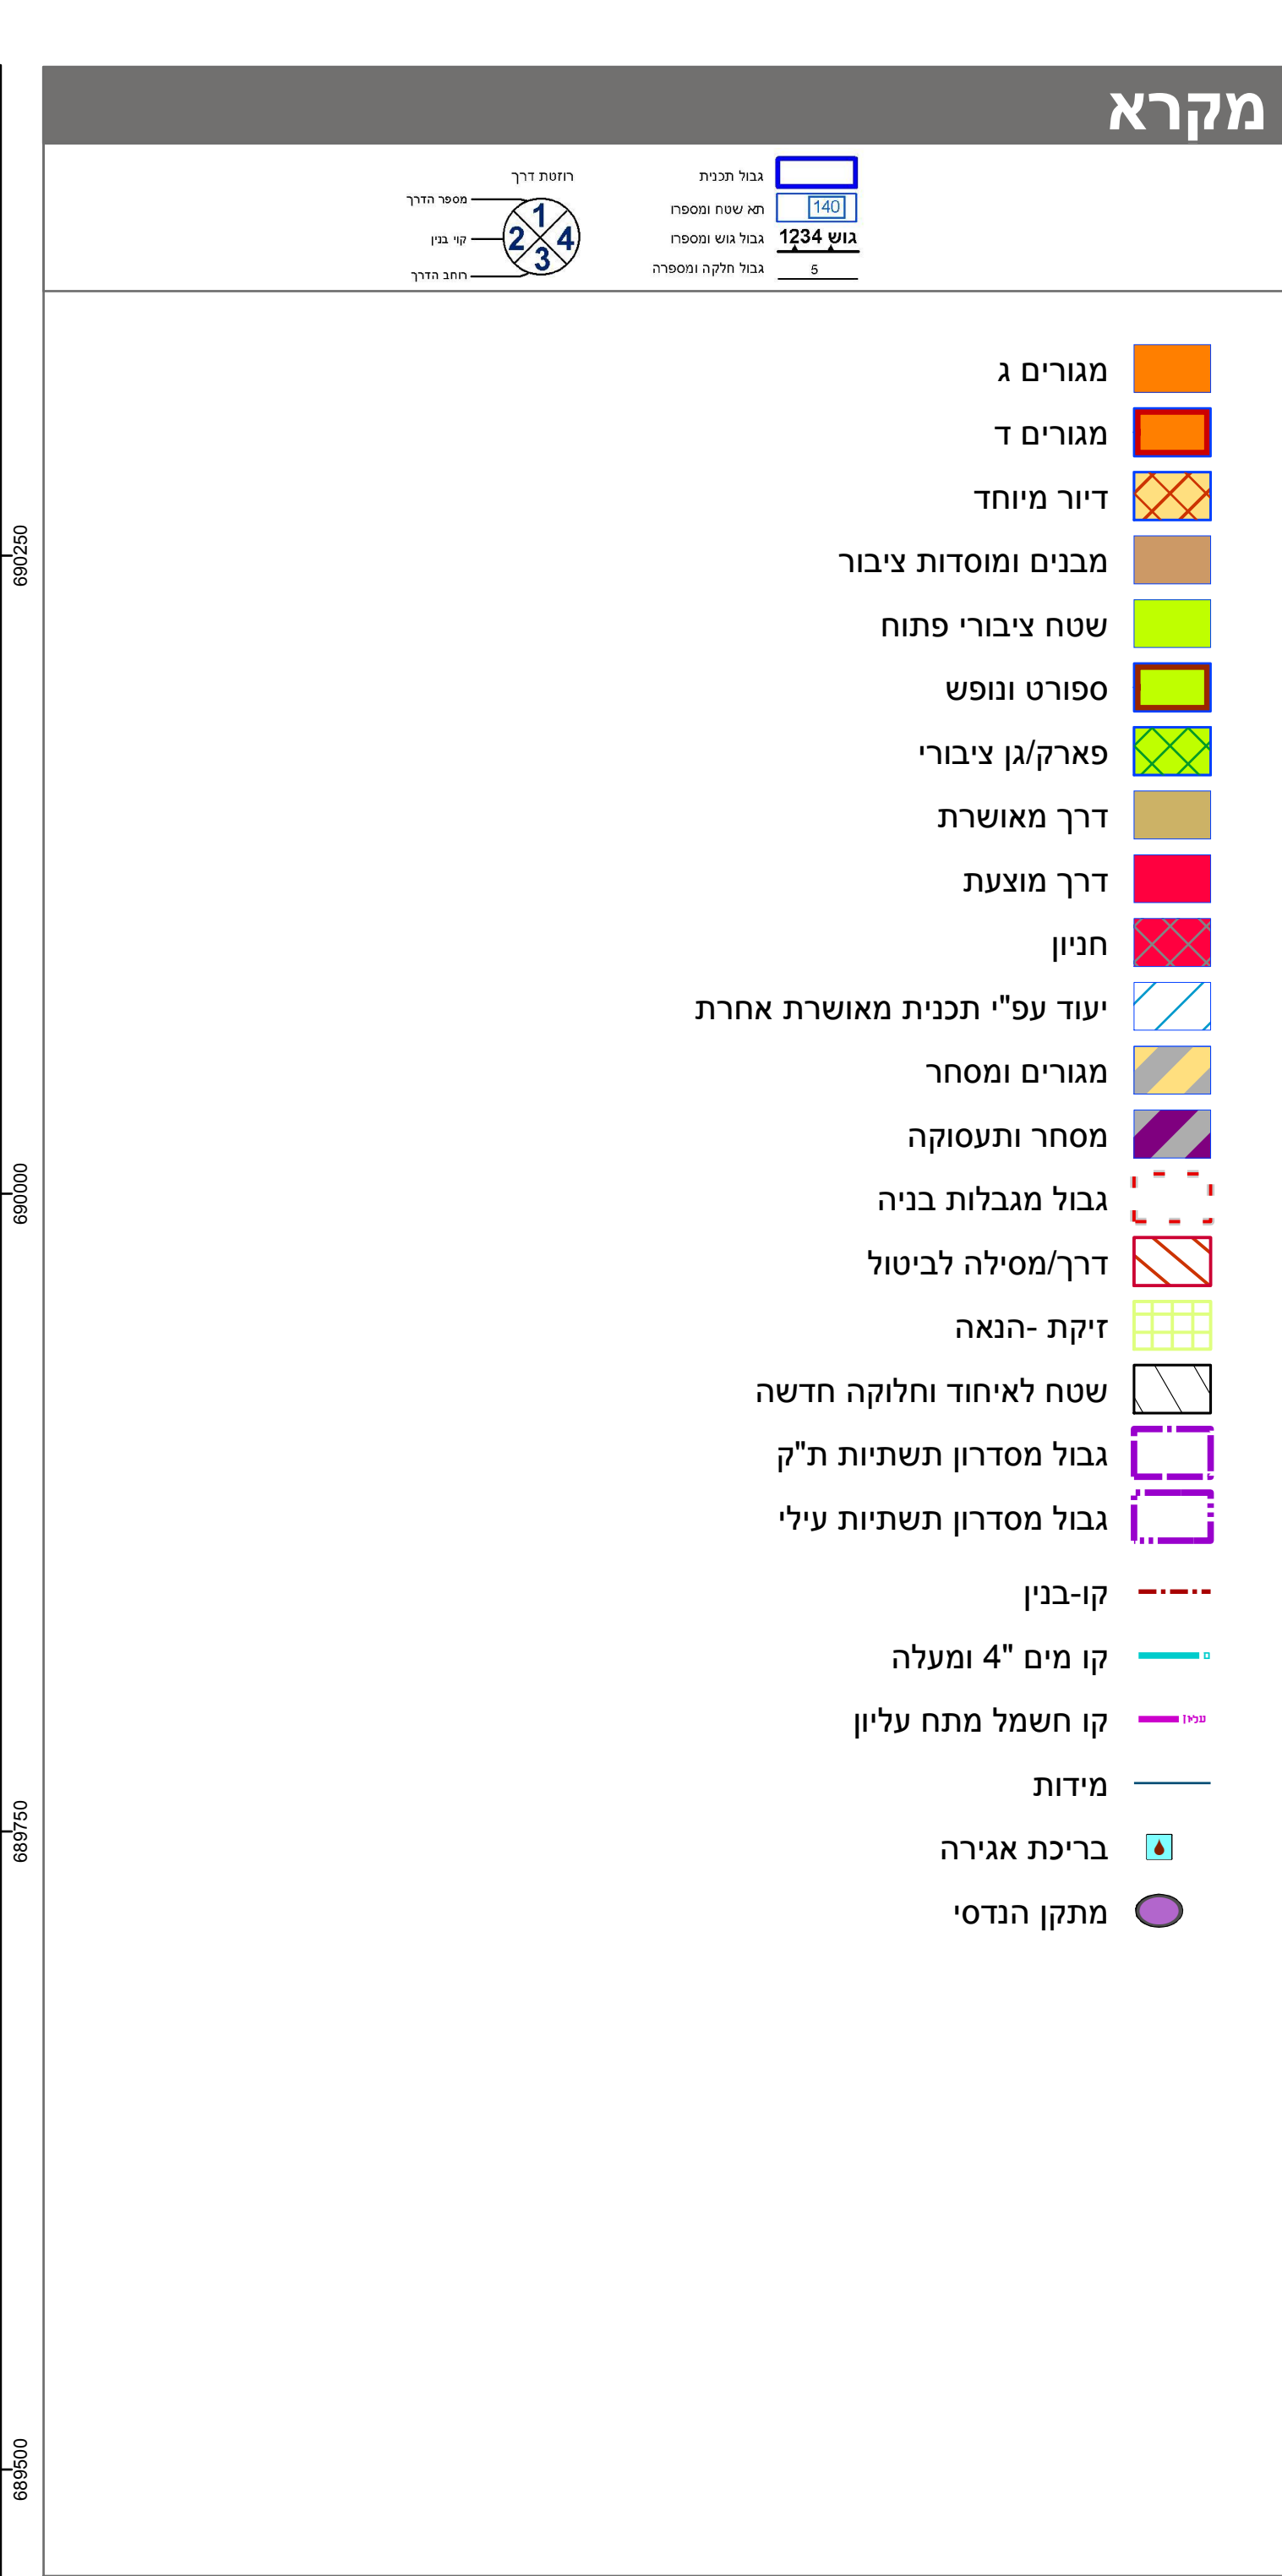 מקרא
גבול תכנית
140
תא שטח ומספרו
גוש 1234
גבול גוש ומספרו
5
גבול חלקה ומספרה
רוזטת דרך
מספר הדרך
קוי בנין
רוחב הדרך
1
2
4
3
מגורים ג
מגורים ד
דיור מיוחד
מבנים ומוסדות ציבור
שטח ציבורי פתוח
ספורט ונופש
פארק/גן ציבורי
דרך מאושרת
דרך מוצעת
חניון
יעוד עפ"י תכנית מאושרת אחרת
מגורים ומסחר
מסחר ותעסוקה
גבול מגבלות בניה
דרך/מסילה לביטול
זיקת -הנאה
שטח לאיחוד וחלוקה חדשה
גבול מסדרון תשתיות ת"ק
גבול מסדרון תשתיות עילי
קו-בנין
קו מים "4 ומעלה
עליון
קו חשמל מתח עליון
מידות
בריכת אגירה
מתקן הנדסי
690250
690000
689750
689500